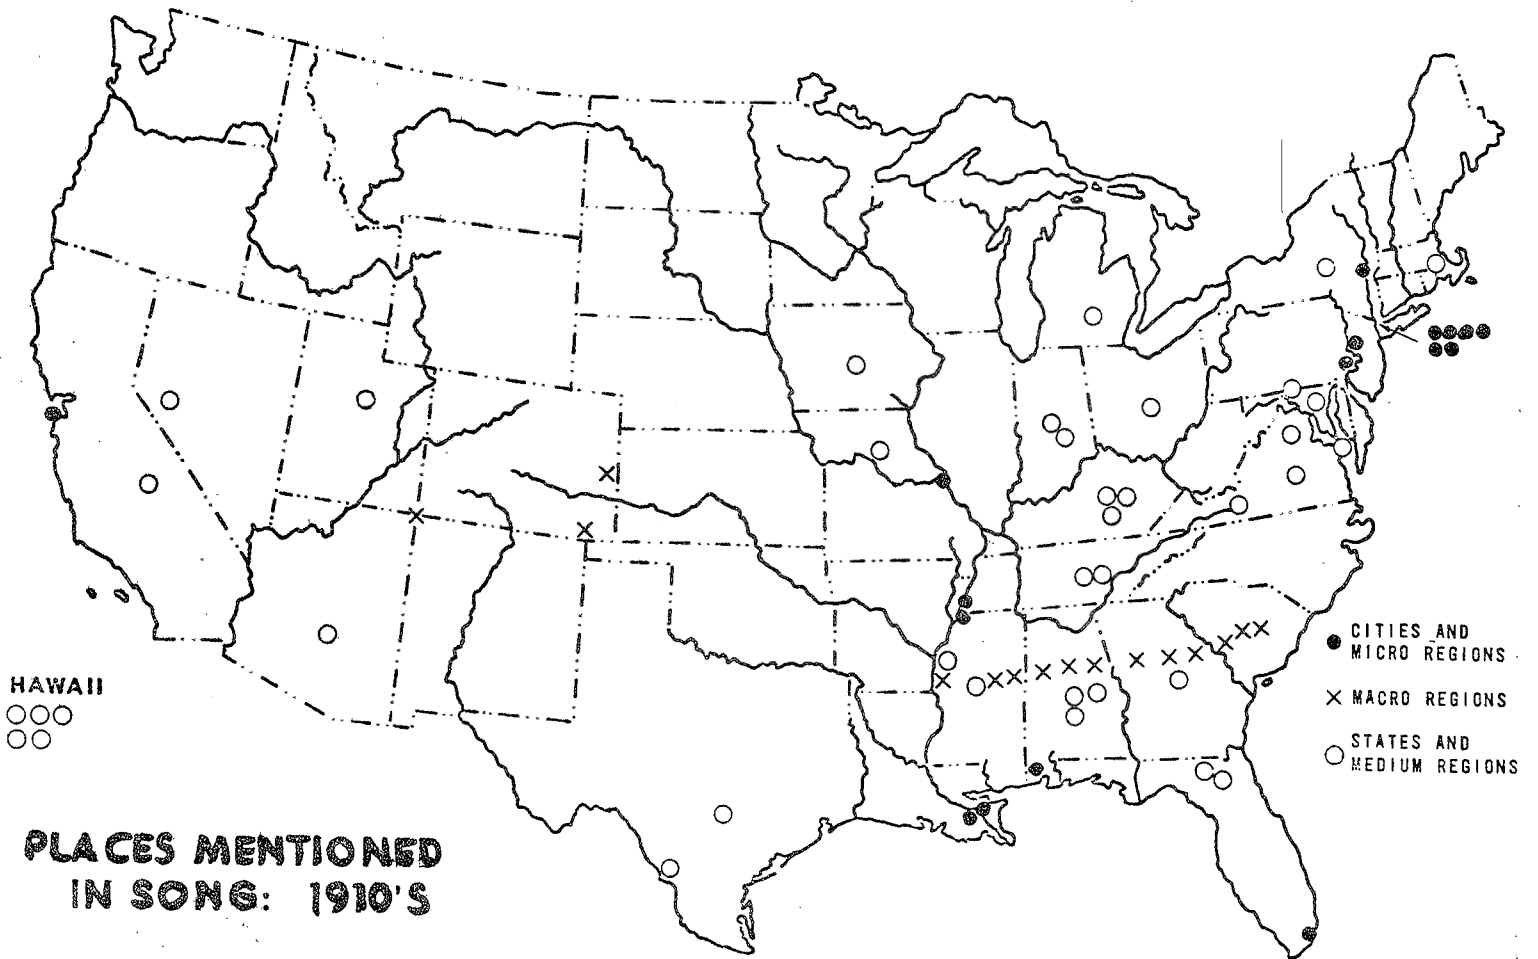 HAWAII
CITIES AND
MICRO REGIONS
MACRO REGIONS
STATES AND
MEDIUM REGIONS
PLACES MENTIONED
IN SONG: 1910'S